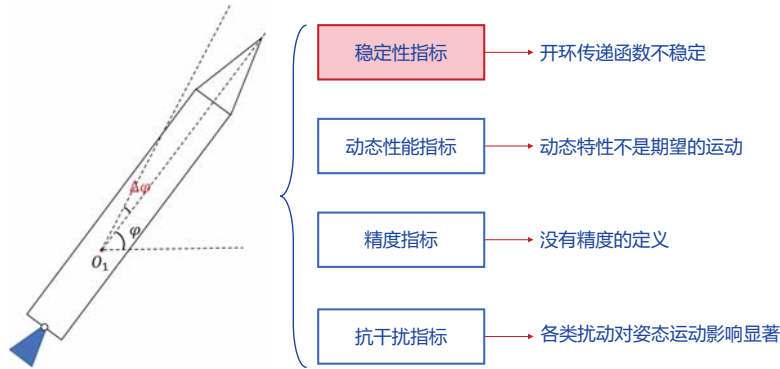 Δφ
φ
O₁
稳定性指标
开环传递函数不稳定
动态性能指标
动态特性不是期望的运动
精度指标
没有精度的定义
抗干扰指标
各类扰动对姿态运动影响显著